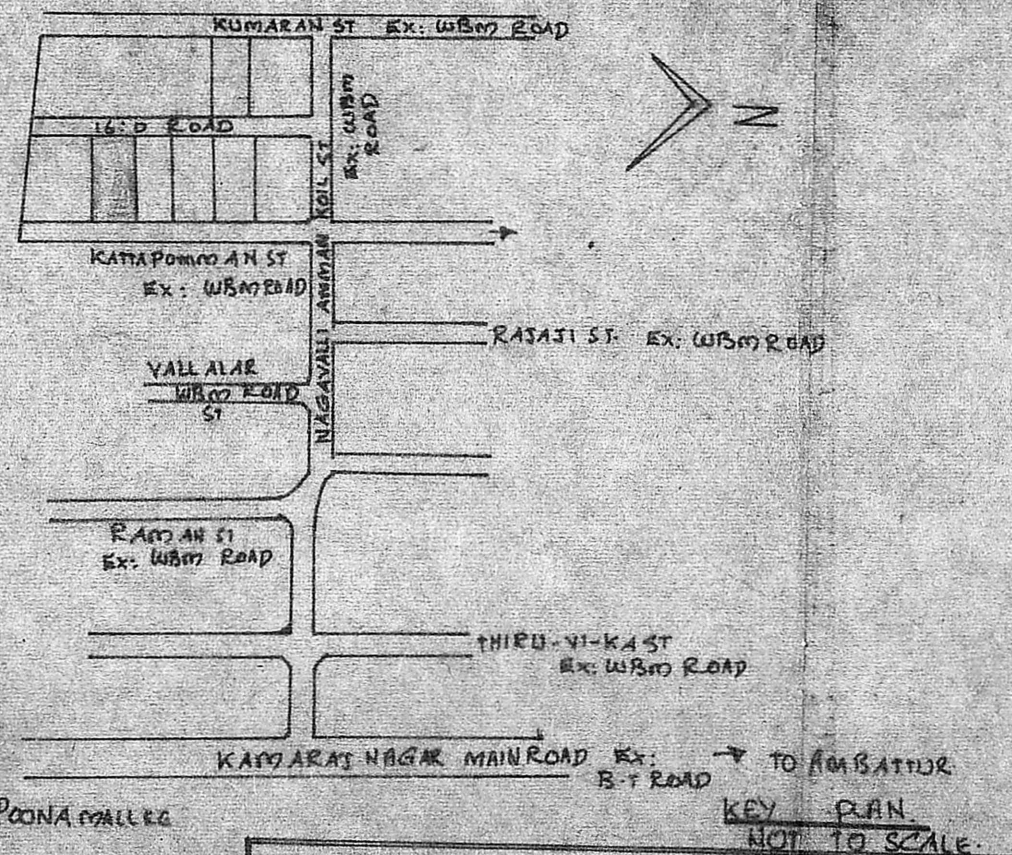 KUMARAN ST EX: WBM ROAD
EX: WBM
ROAD
N
16'.0 ROAD
NAGAVALLI AMMAN KOIL ST
KATTAPOMMAN ST
EX: WBM ROAD
RAJAJI ST. EX: WBM ROAD
VALLALAR
WBM ROAD
ST
RAMAN ST
EX: WBM ROAD
THIRU-VI-KA ST
EX: WBM ROAD
KAMARAJ NAGAR MAIN ROAD EX:
B.T ROAD
TO AMBATTUR
POONAMALLEE
KEY PLAN.
NOT TO SCALE.